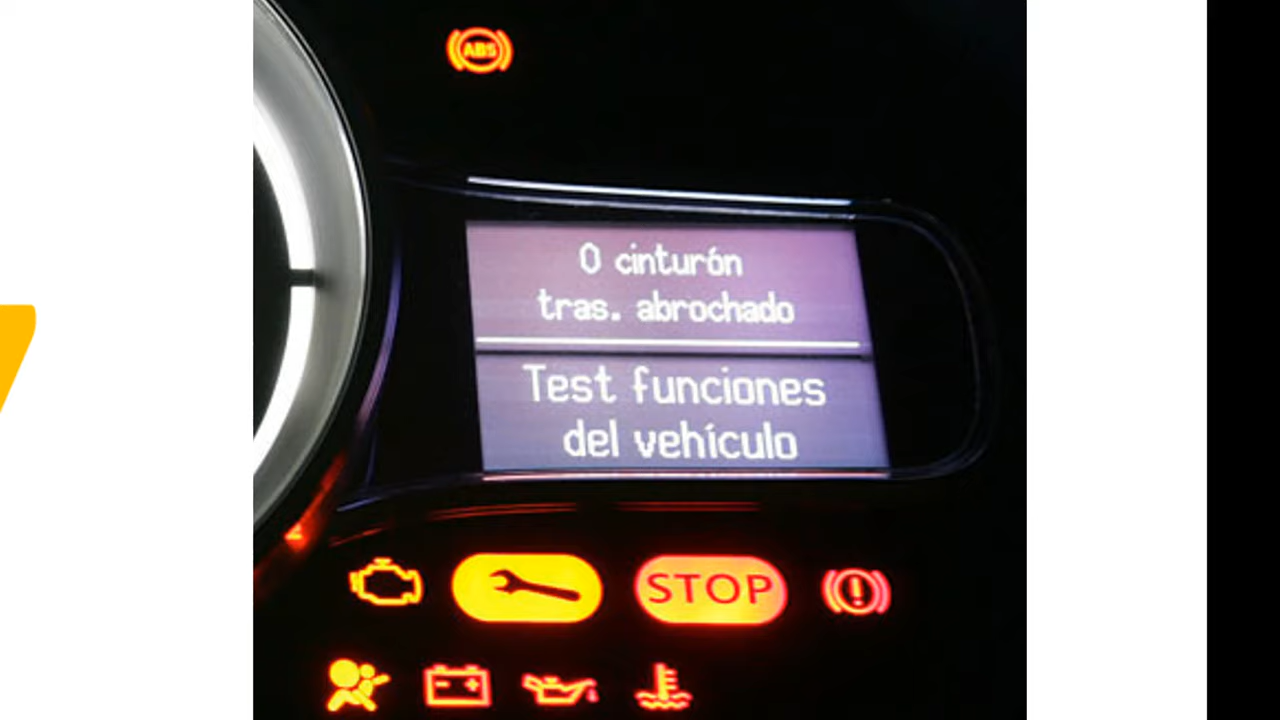 ABS
0 cinturón
tras. abrochado
Test funciones
del vehículo
STOP